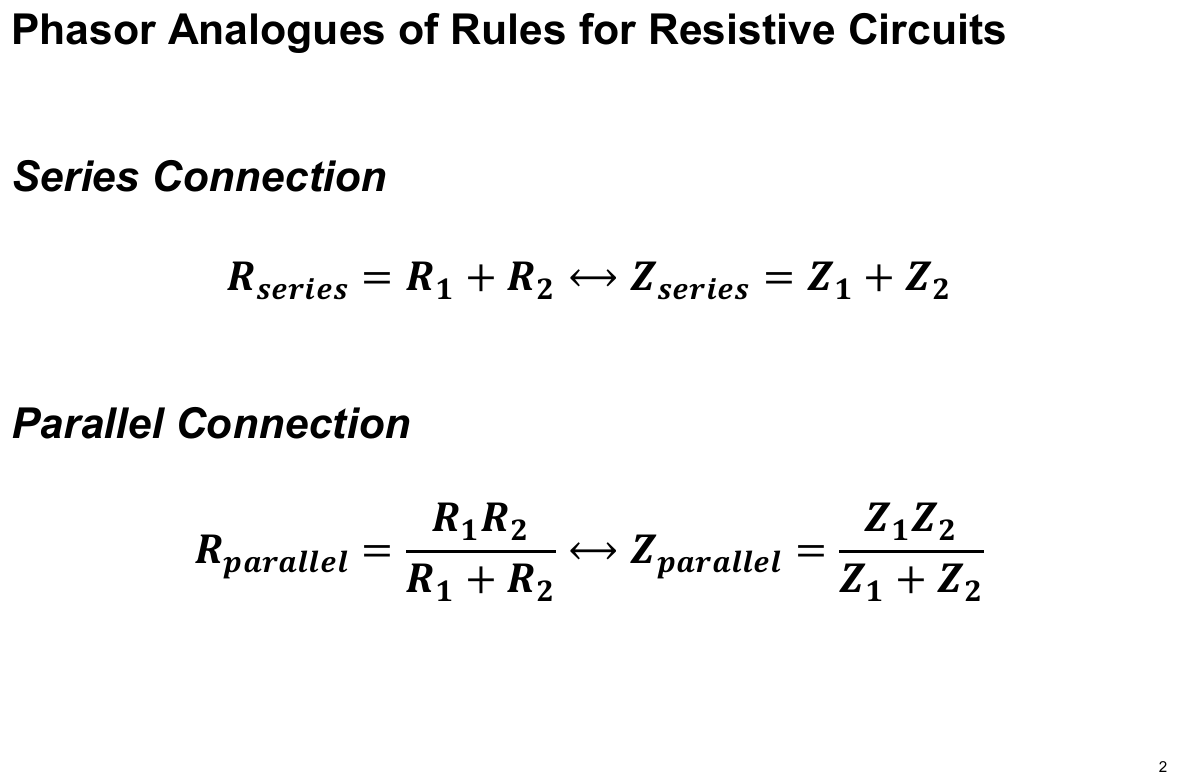 Phasor Analogues of Rules for Resistive Circuits
Series Connection
R_series = R_1 + R_2 ⟷ Z_series = Z_1 + Z_2
Parallel Connection
R_parallel = R_1R_2 / (R_1 + R_2) ⟷ Z_parallel = Z_1Z_2 / (Z_1 + Z_2)
2